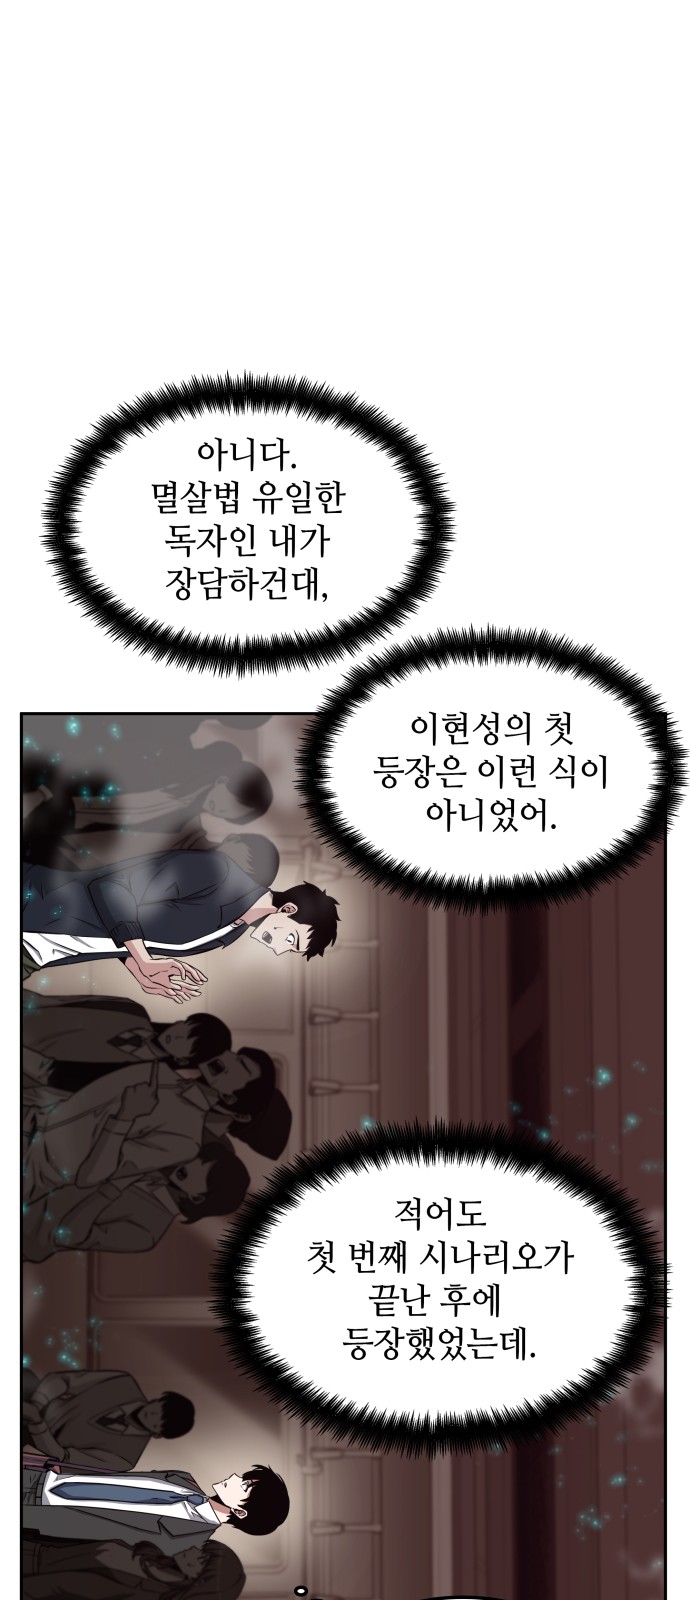 아니다.
멸살법 유일한
독자인 내가
장담하건대,
이현성의 첫
등장은 이런 식이
아니었어.
적어도
첫 번째 시나리오가
끝난 후에
등장했었는데.